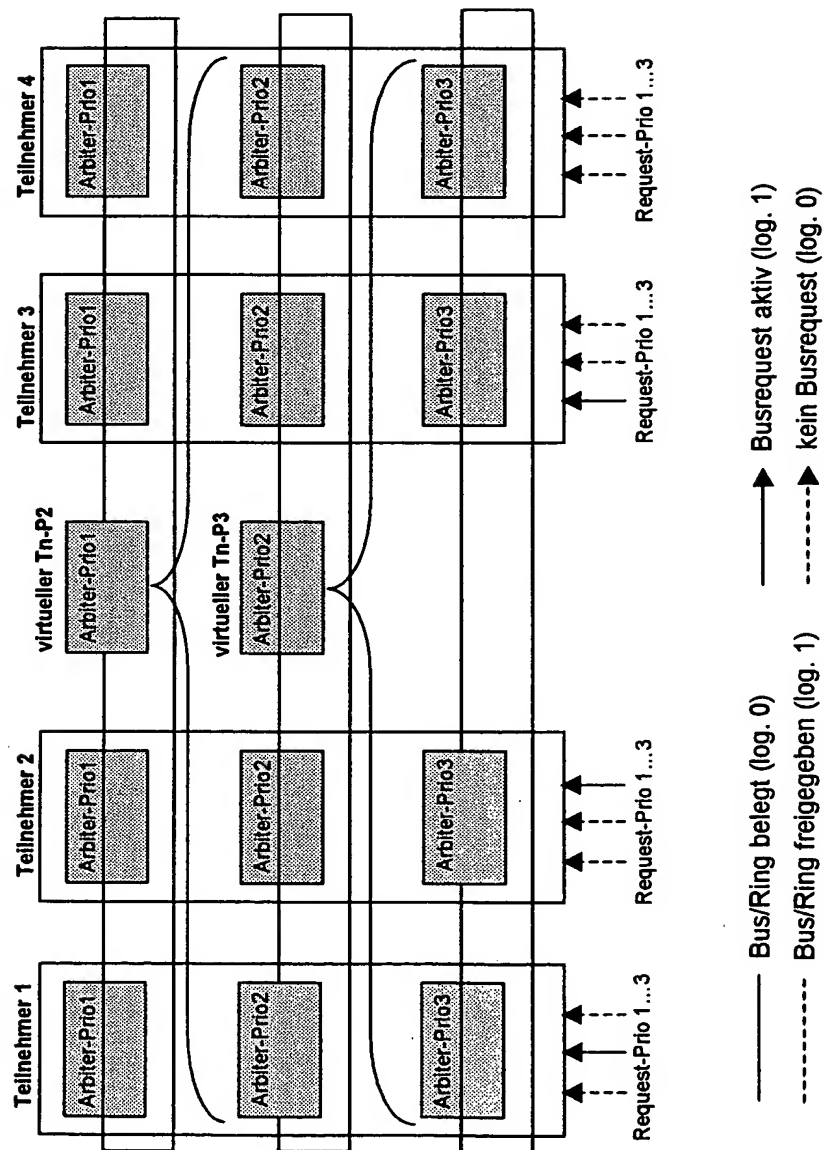 Teilnehmer 1
Arbiter-Prio1
Arbiter-Prio2
Arbiter-Prio3
Request-Prio 1...3
Teilnehmer 2
Arbiter-Prio1
Arbiter-Prio2
Arbiter-Prio3
Request-Prio 1...3
virtueller Tn-P2
Arbiter-Prio1
virtueller Tn-P3
Arbiter-Prio2
Teilnehmer 3
Arbiter-Prio1
Arbiter-Prio2
Arbiter-Prio3
Request-Prio 1...3
Teilnehmer 4
Arbiter-Prio1
Arbiter-Prio2
Arbiter-Prio3
Request-Prio 1...3
Bus/Ring belegt (log. 0)
Bus/Ring freigegeben (log. 1)
Busrequest aktiv (log. 1)
kein Busrequest (log. 0)